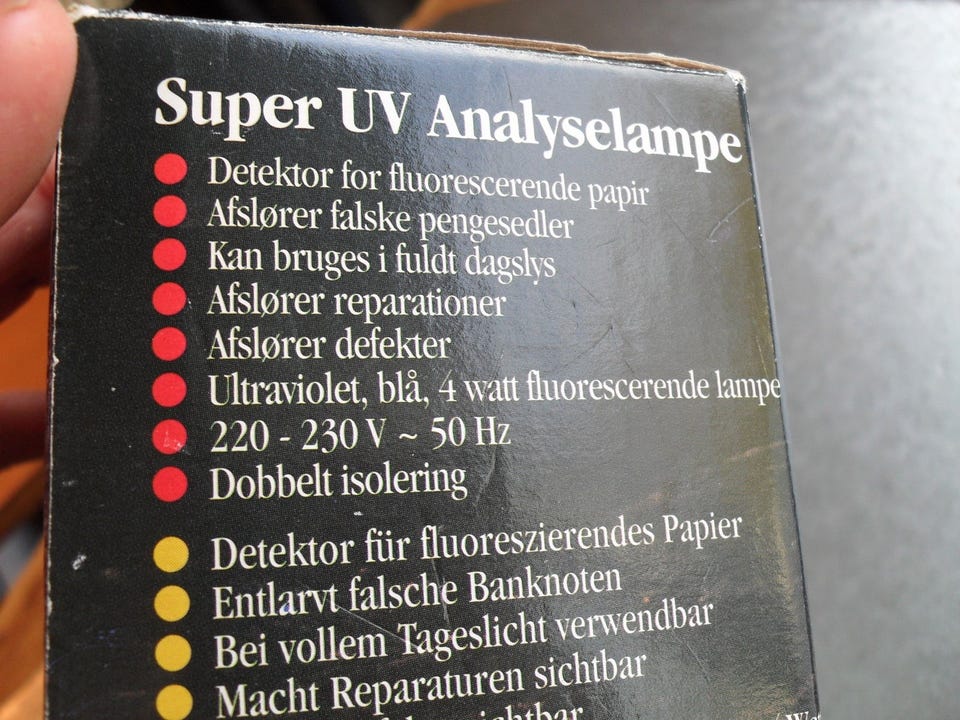 Super UV Analyselampe
Detektor for fluorescerende papir
Afslører falske pengesedler
Kan bruges i fuldt dagslys
Afslører reparationer
Afslører defekter
Ultraviolet, blå, 4 watt fluorescerende lampe
220 - 230 V ~ 50 Hz
Dobbelt isolering
Detektor für fluoreszierendes Papier
Entlarvt falsche Banknoten
Bei vollem Tageslicht verwendbar
Macht Reparaturen sichtbar
sichtbar